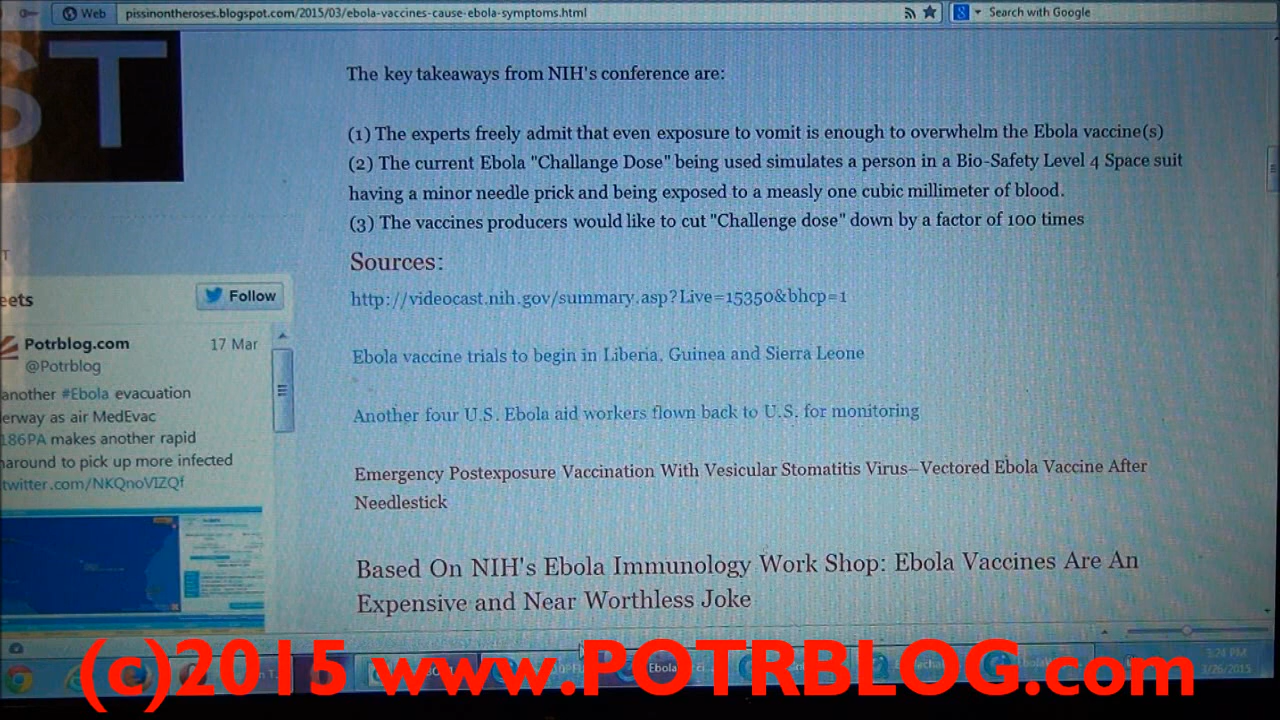 Web
pissinontheroses.blogspot.com/2015/03/ebola-vaccines-cause-ebola-symptoms.html
Search with Google
ST
The key takeaways from NIH's conference are:
(1) The experts freely admit that even exposure to vomit is enough to overwhelm the Ebola vaccine(s)
(2) The current Ebola "Challange Dose" being used simulates a person in a Bio-Safety Level 4 Space suit
having a minor needle prick and being exposed to a measly one cubic millimeter of blood.
(3) The vaccines producers would like to cut "Challenge dose" down by a factor of 100 times
Sources:
http://videocast.nih.gov/summary.asp?Live=15350&bhcp=1
Ebola vaccine trials to begin in Liberia, Guinea and Sierra Leone
Another four U.S. Ebola aid workers flown back to U.S. for monitoring
Emergency Postexposure Vaccination With Vesicular Stomatitis Virus–Vectored Ebola Vaccine After
Needlestick
Based On NIH's Ebola Immunology Work Shop: Ebola Vaccines Are An
Expensive and Near Worthless Joke
T
eets
Follow
Potrblog.com
17 Mar
@Potrblog
another #Ebola evacuation
erway as air MedEvac
186PA makes another rapid
naround to pick up more infected
twitter.com/NKQnoVIZQf
Ebola
3:24 PM
3/26/2015
(c)2015 www.POTRBLOG.com